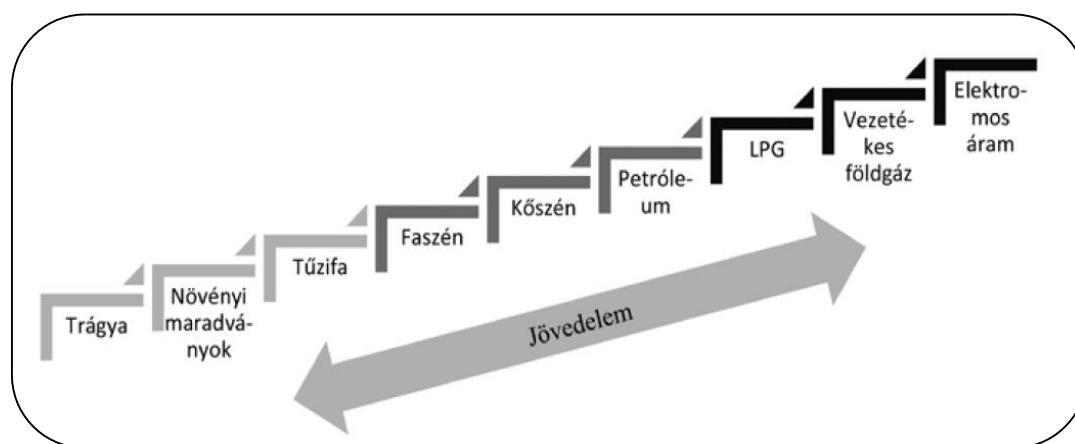 Trágya
Növényi
maradvá-
nyok
Tűzifa
Faszén
Kőszén
Petróle-
um
LPG
Vezeté-
kes
földgáz
Elektro-
mos
áram
Jövedelem